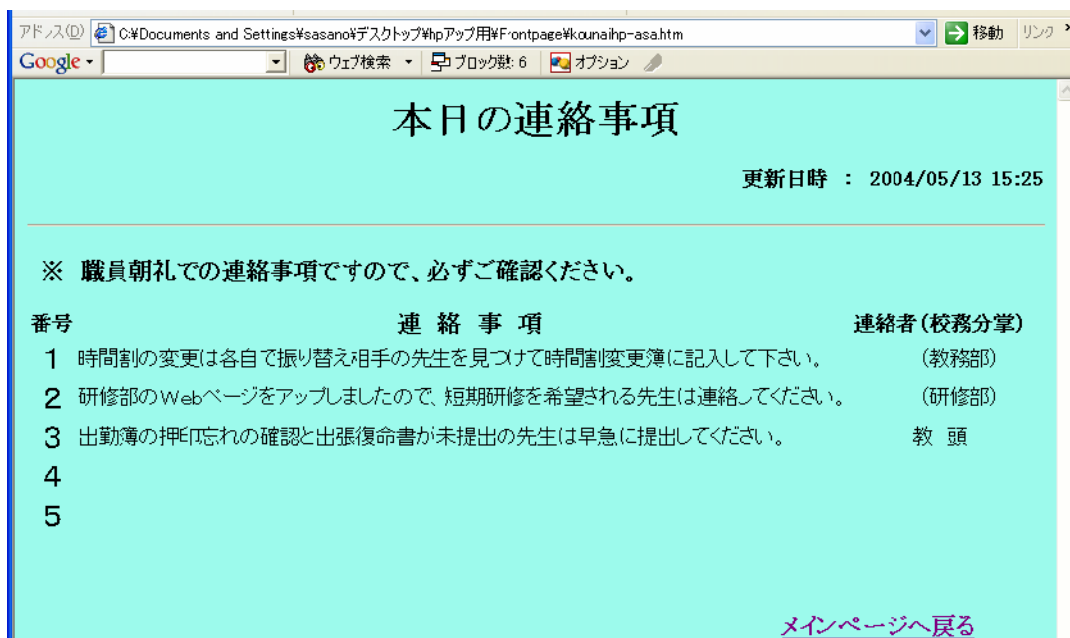 アドレス(D) C:¥Documents and Settings¥sasano¥デスクトップ¥hpアップ用¥Frontpage¥kounaihp-asa.htm 移動 リンク
Google ウェブ検索 ブロック数: 6 オプション
本日の連絡事項
更新日時 : 2004/05/13 15:25
※ 職員朝礼での連絡事項ですので、必ずご確認ください。
番号 連絡事項 連絡者(校務分掌)
1 時間割の変更は各自で振り替え相手の先生を見つけて時間割変更簿に記入して下さい。 (教務部)
2 研修部のWebページをアップしましたので、短期研修を希望される先生は連絡してください。 (研修部)
3 出勤簿の押印忘れの確認と出張復命書が未提出の先生は早急に提出してください。 教頭
4
5
メインページへ戻る